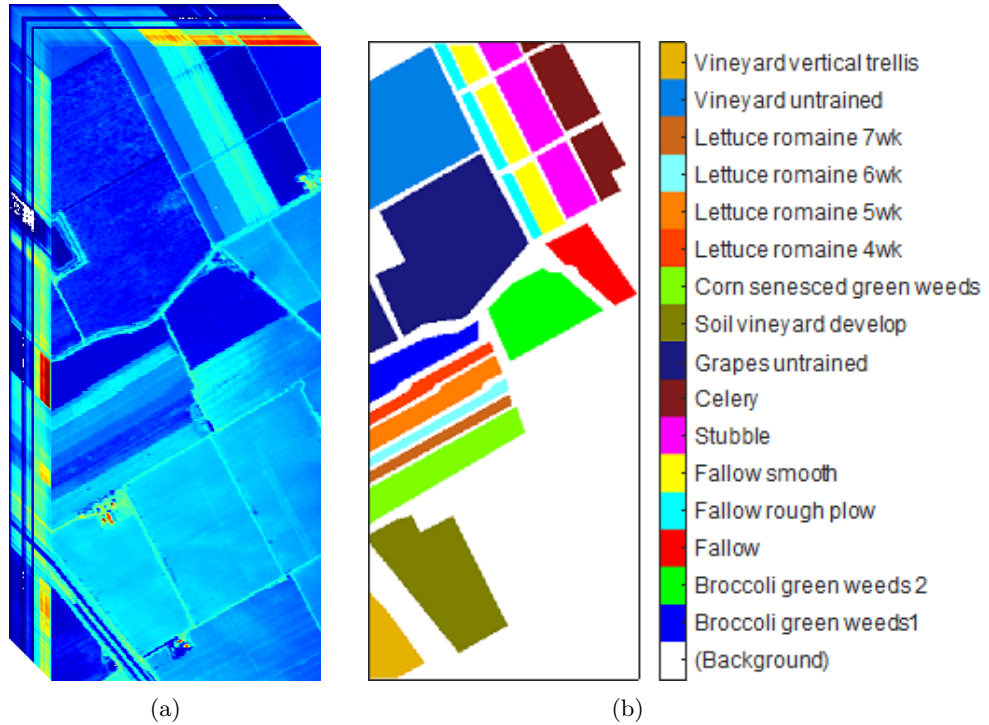 Vineyard vertical trellis
Vineyard untrained
Lettuce romaine 7wk
Lettuce romaine 6wk
Lettuce romaine 5wk
Lettuce romaine 4wk
Corn senesced green weeds
Soil vineyard develop
Grapes untrained
Celery
Stubble
Fallow smooth
Fallow rough plow
Fallow
Broccoli green weeds 2
Broccoli green weeds1
(Background)
(a)
(b)